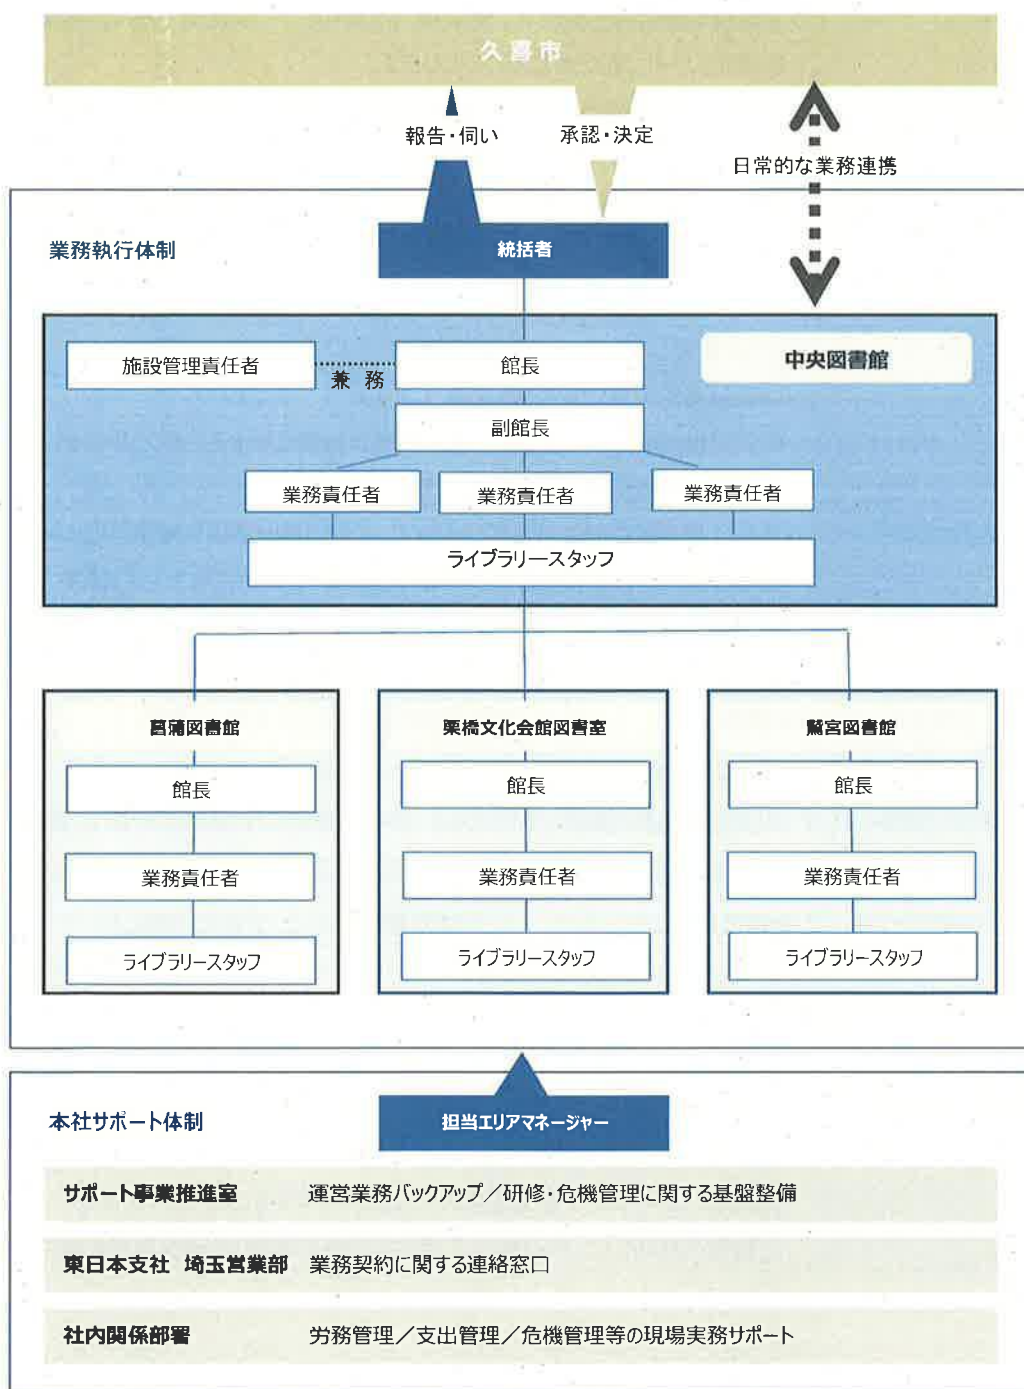 久喜市
報告・伺い
承認・決定
日常的な業務連携
業務執行体制
統括者
施設管理責任者
兼 務
館長
中央図書館
副館長
業務責任者
業務責任者
業務責任者
ライブラリースタッフ
菖蒲図書館
館長
業務責任者
ライブラリースタッフ
栗橋文化会館図書室
館長
業務責任者
ライブラリースタッフ
鷲宮図書館
館長
業務責任者
ライブラリースタッフ
本社サポート体制
担当エリアマネージャー
サポート事業推進室 運営業務バックアップ／研修・危機管理に関する基盤整備
東日本支社 埼玉営業部 業務契約に関する連絡窓口
社内関係部署 労務管理／支出管理／危機管理等の現場実務サポート